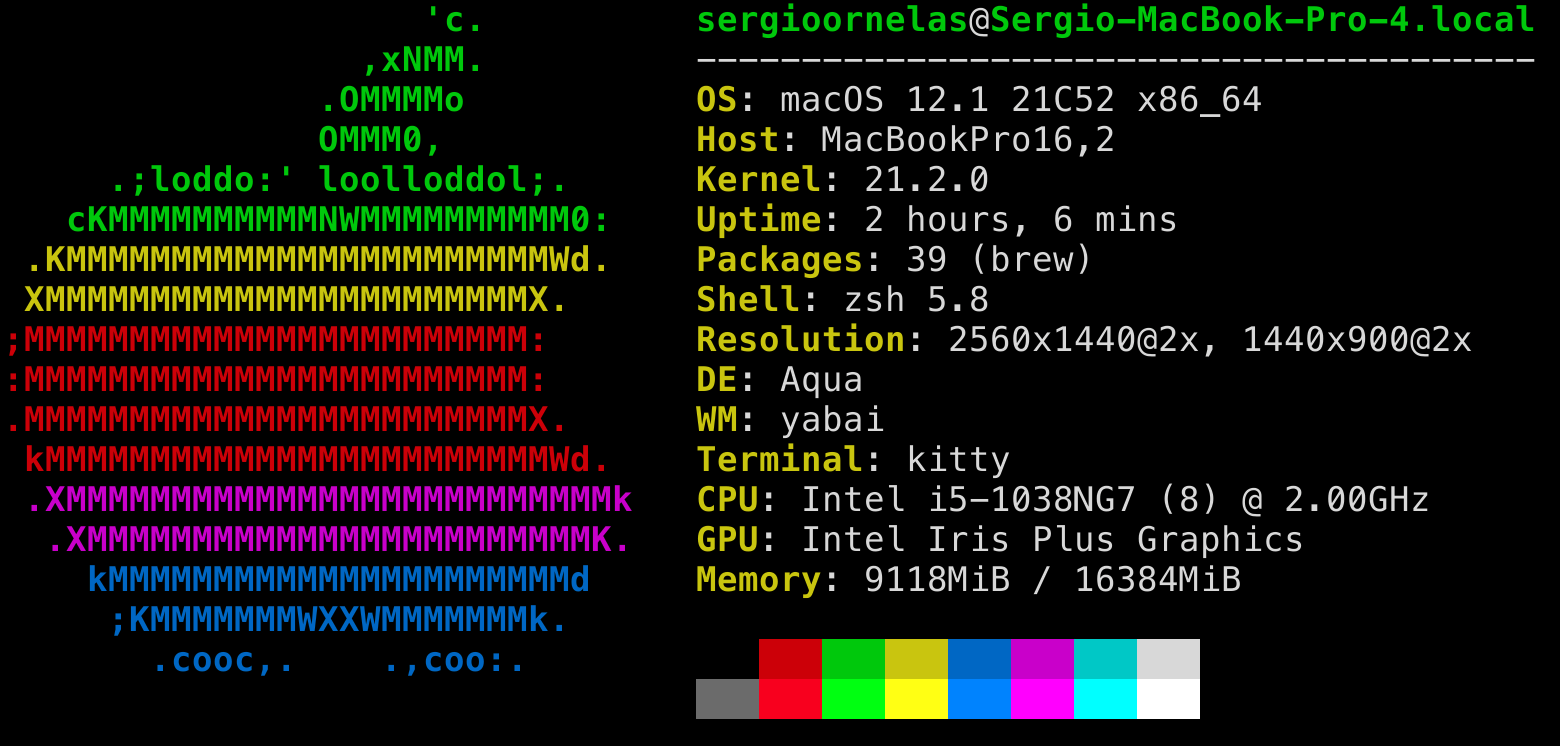 'c.          sergioornelas@Sergio-MacBook-Pro-4.local
                 ,xNMM.          ----------------------------------------
               .OMMMMo           OS: macOS 12.1 21C52 x86_64
               OMMM0,            Host: MacBookPro16,2
     .;loddo:' loolloddol;.      Kernel: 21.2.0
   cKMMMMMMMMMMNWMMMMMMMMMM0:    Uptime: 2 hours, 6 mins
 .KMMMMMMMMMMMMMMMMMMMMMMMWd.    Packages: 39 (brew)
 XMMMMMMMMMMMMMMMMMMMMMMMX.      Shell: zsh 5.8
;MMMMMMMMMMMMMMMMMMMMMMMM:       Resolution: 2560x1440@2x, 1440x900@2x
:MMMMMMMMMMMMMMMMMMMMMMMM:       DE: Aqua
.MMMMMMMMMMMMMMMMMMMMMMMMX.      WM: yabai
 kMMMMMMMMMMMMMMMMMMMMMMMMWd.    Terminal: kitty
 .XMMMMMMMMMMMMMMMMMMMMMMMMMMk   CPU: Intel i5-1038NG7 (8) @ 2.00GHz
  .XMMMMMMMMMMMMMMMMMMMMMMMMK.   GPU: Intel Iris Plus Graphics
    kMMMMMMMMMMMMMMMMMMMMMMd     Memory: 9118MiB / 16384MiB
     ;KMMMMMMMWXXWMMMMMMMk.
       .cooc,.    .,coo:.